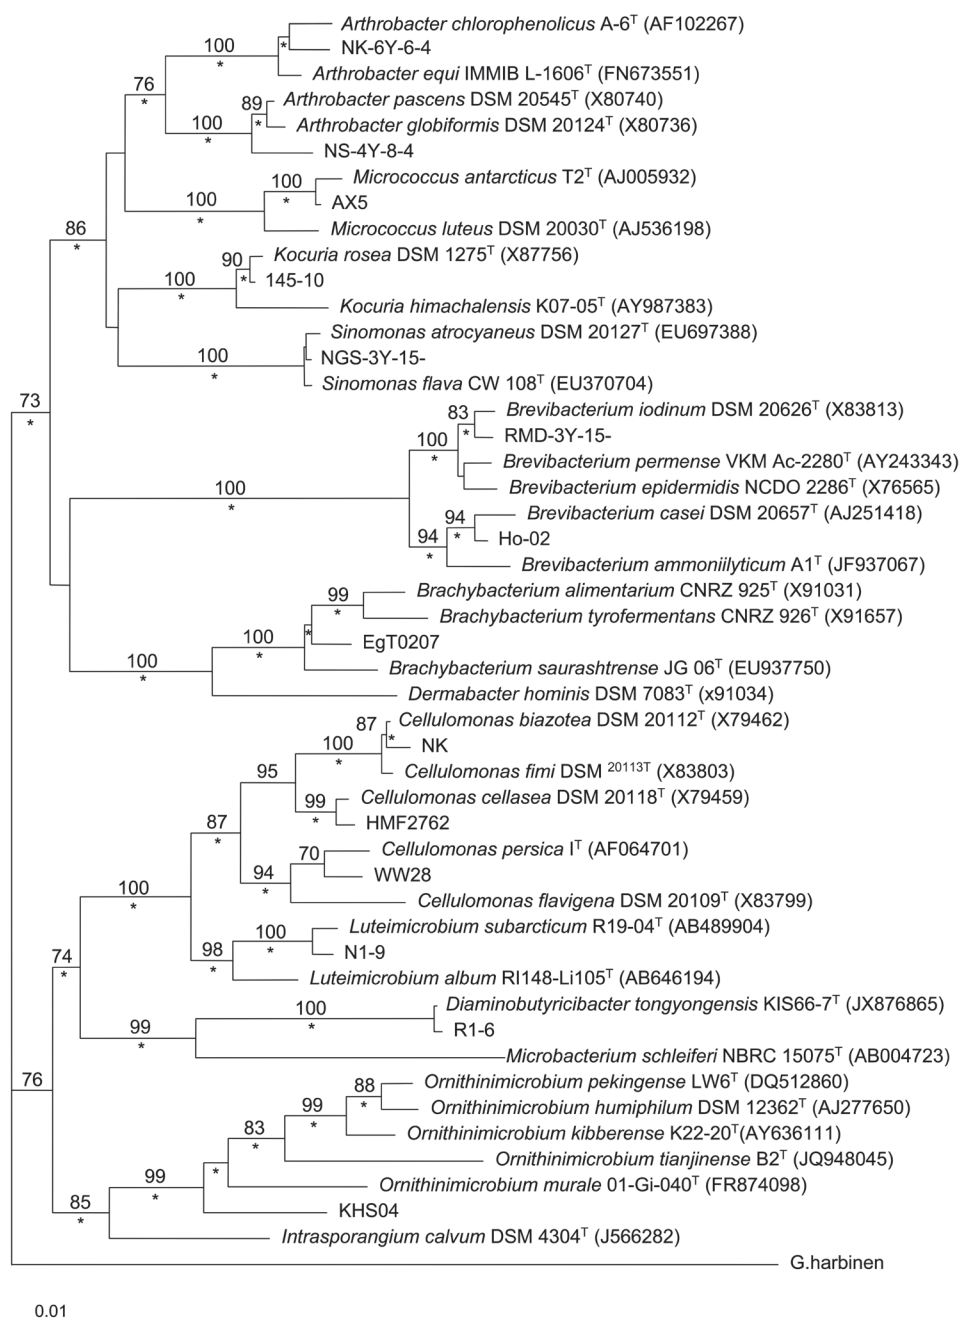 Arthrobacter chlorophenolicus A-6ᵀ (AF102267)
100
*
*
NK-6Y-6-4
Arthrobacter equi IMMIB L-1606ᵀ (FN673551)
76
*
89
*
Arthrobacter pascens DSM 20545ᵀ (X80740)
100
*
Arthrobacter globiformis DSM 20124ᵀ (X80736)
NS-4Y-8-4
100
*
Micrococcus antarcticus T2ᵀ (AJ005932)
100
*
AX5
Micrococcus luteus DSM 20030ᵀ (AJ536198)
86
*
90
*
Kocuria rosea DSM 1275ᵀ (X87756)
100
*
145-10
Kocuria himachalensis K07-05ᵀ (AY987383)
Sinomonas atrocyaneus DSM 20127ᵀ (EU697388)
100
*
NGS-3Y-15-
Sinomonas flava CW 108ᵀ (EU370704)
73
*
83
*
Brevibacterium iodinum DSM 20626ᵀ (X83813)
100
*
RMD-3Y-15-
Brevibacterium permense VKM Ac-2280ᵀ (AY243343)
100
*
Brevibacterium epidermidis NCDO 2286ᵀ (X76565)
94
*
Brevibacterium casei DSM 20657ᵀ (AJ251418)
94
*
Ho-02
Brevibacterium ammoniilyticum A1ᵀ (JF937067)
99
*
Brachybacterium alimentarium CNRZ 925ᵀ (X91031)
Brachybacterium tyrofermentans CNRZ 926ᵀ (X91657)
100
*
*
EgT0207
100
*
Brachybacterium saurashtrense JG 06ᵀ (EU937750)
Dermabacter hominis DSM 7083ᵀ (x91034)
87
*
Cellulomonas biazotea DSM 20112ᵀ (X79462)
100
*
NK
95
Cellulomonas fimi DSM ²⁰¹¹³ᵀ (X83803)
99
*
Cellulomonas cellasea DSM 20118ᵀ (X79459)
87
*
HMF2762
70
Cellulomonas persica Iᵀ (AF064701)
94
*
WW28
100
*
Cellulomonas flavigena DSM 20109ᵀ (X83799)
100
*
Luteimicrobium subarcticum R19-04ᵀ (AB489904)
98
*
N1-9
74
*
Luteimicrobium album RI148-Li105ᵀ (AB646194)
100
*
Diaminobutyricibacter tongyongensis KIS66-7ᵀ (JX876865)
99
*
R1-6
Microbacterium schleiferi NBRC 15075ᵀ (AB004723)
76
88
*
Ornithinimicrobium pekingense LW6ᵀ (DQ512860)
99
*
Ornithinimicrobium humiphilum DSM 12362ᵀ (AJ277650)
83
*
Ornithinimicrobium kibberense K22-20ᵀ(AY636111)
Ornithinimicrobium tianjinense B2ᵀ (JQ948045)
99
*
*
Ornithinimicrobium murale 01-Gi-040ᵀ (FR874098)
85
*
KHS04
Intrasporangium calvum DSM 4304ᵀ (J566282)
G.harbinen
0.01